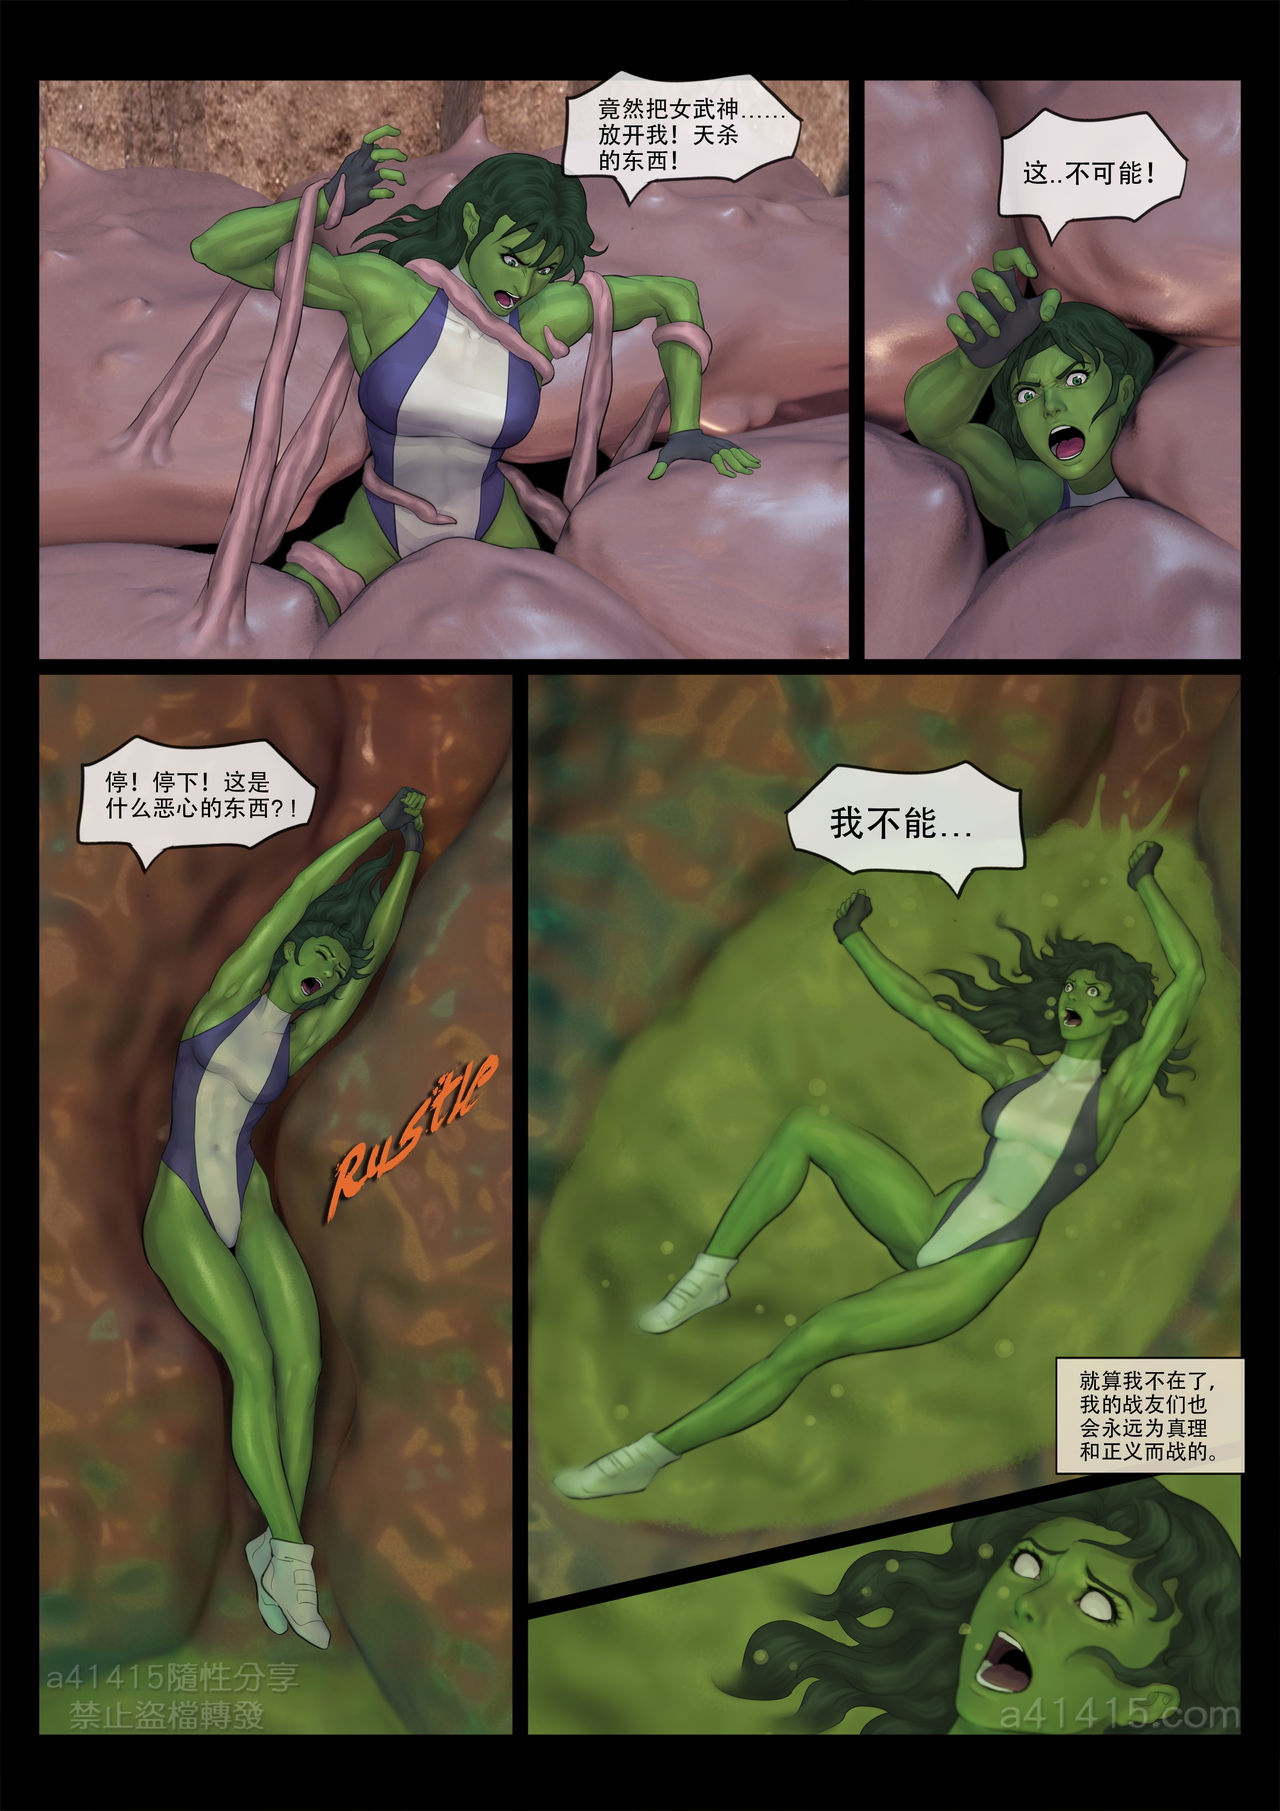 竟然把女武神……
放开我！天杀
的东西！
这..不可能！
停！停下！这是
什么恶心的东西?!
RUSTLE
我不能...
就算我不在了,
我的战友们也
会永远为真理
和正义而战的。
a41415隨性分享
禁止盜檔轉發
a41415.com